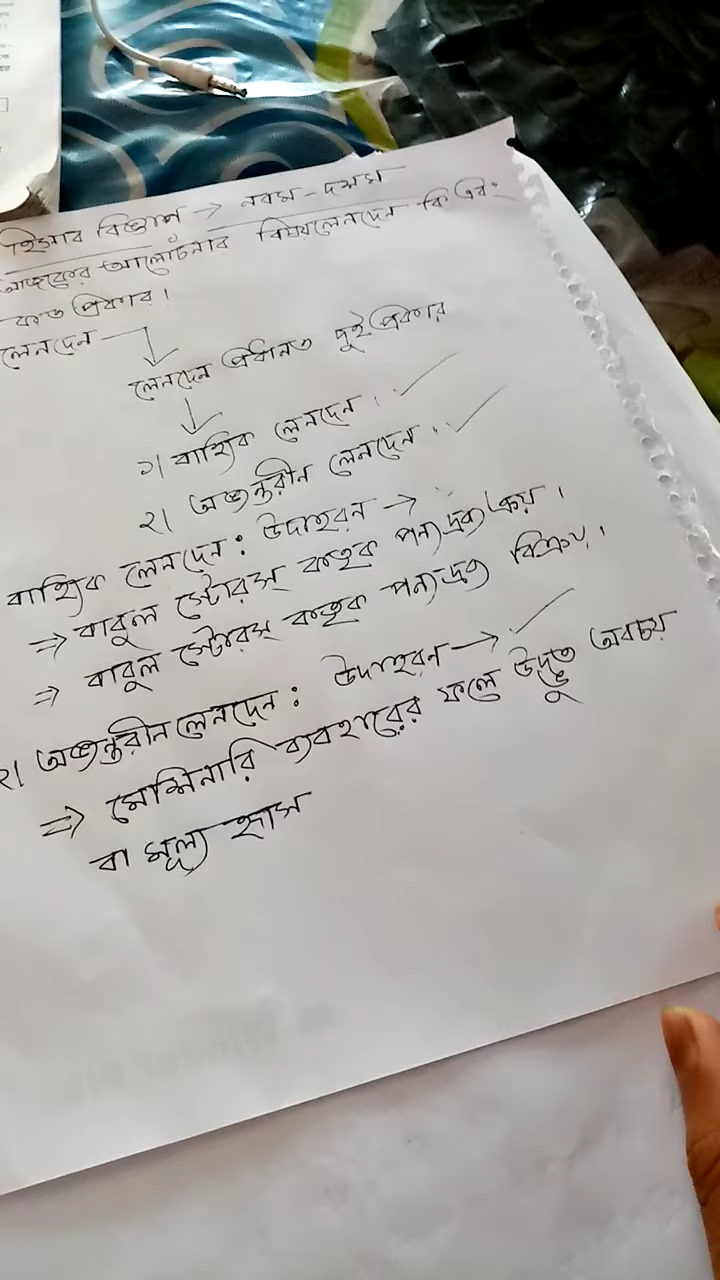 হিসাব বিজ্ঞান → নবম-দশম
আজকের আলোচনার বিষয় লেনদেন কি এবং
কত প্রকার।
লেনদেন
লেনদেন প্রধানত দুই প্রকার
১। বাহ্যিক লেনদেন।
২। অভ্যন্তরীন লেনদেন।
বাহ্যিক লেনদেন: উদাহরন →
⇒ বাবুল স্টোরস্ কতৃক পন্যদ্রব্য ক্রয়।
⇒ বাবুল স্টোরস্ কতৃক পন্যদ্রব্য বিক্রয়।
২। অভ্যন্তরীন লেনদেন: উদাহরন →
⇒ মেশিনারি ব্যবহারের ফলে উদ্ভুত অবচয়
বা মূল্য হ্রাস